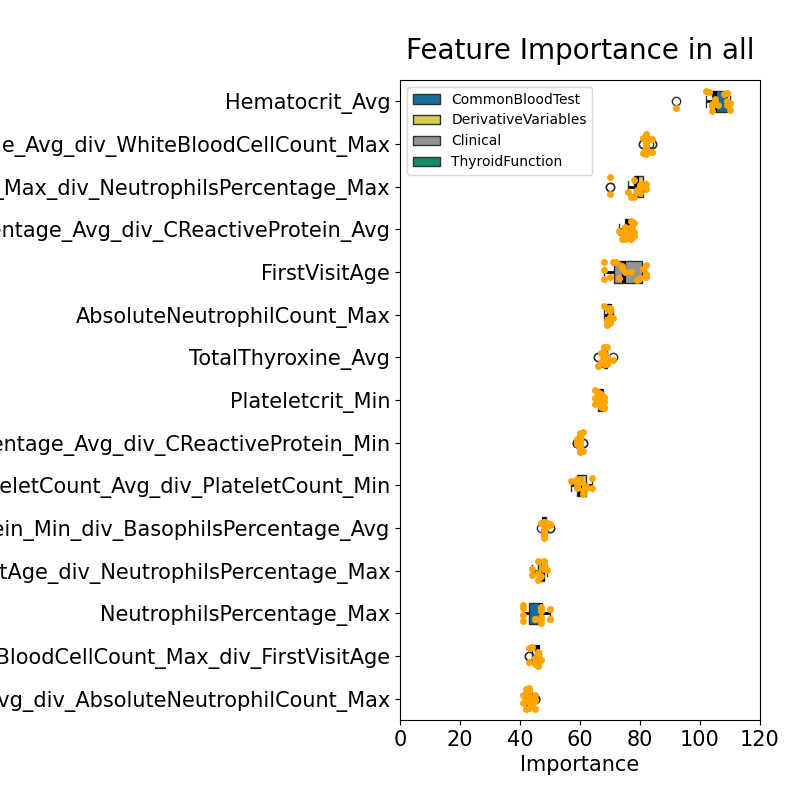 Feature Importance in all
CommonBloodTest
DerivativeVariables
Clinical
ThyroidFunction
Hematocrit_Avg
e_Avg_div_WhiteBloodCellCount_Max
_Max_div_NeutrophilsPercentage_Max
entage_Avg_div_CReactiveProtein_Avg
FirstVisitAge
AbsoluteNeutrophilCount_Max
TotalThyroxine_Avg
Plateletcrit_Min
entage_Avg_div_CReactiveProtein_Min
eletCount_Avg_div_PlateletCount_Min
ein_Min_div_BasophilsPercentage_Avg
tAge_div_NeutrophilsPercentage_Max
NeutrophilsPercentage_Max
BloodCellCount_Max_div_FirstVisitAge
vg_div_AbsoluteNeutrophilCount_Max
0 20 40 60 80 100 120
Importance